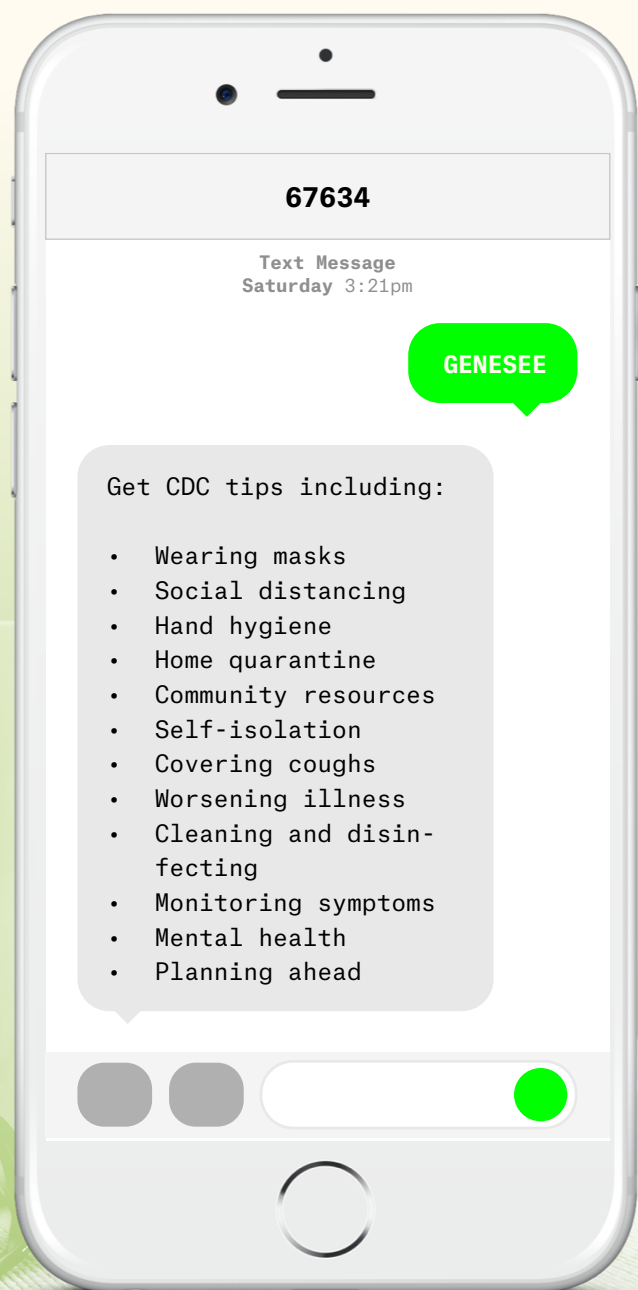 67634
Text Message
Saturday 3:21pm
GENESEE
Get CDC tips including:
• Wearing masks
• Social distancing
• Hand hygiene
• Home quarantine
• Community resources
• Self-isolation
• Covering coughs
• Worsening illness
• Cleaning and disin-
fecting
• Monitoring symptoms
• Mental health
• Planning ahead